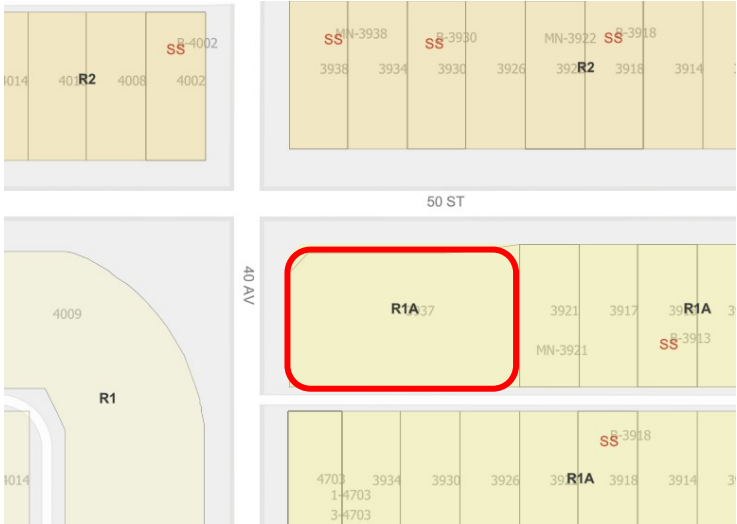 MN-3938
SS
B-3930
SS
MN-3922
SS
B-3918
B-4002
SS
4014
R2
4008
4002
3938
3934
3930
3926
R2
3918
3914
50 ST
40 AV
4009
R1
R1A
3921
3917
R1A
MN-3921
SS
B-3913
4014
SS
B-3918
4703
3934
3930
3926
R1A
3918
3914
1-4703
3-4703